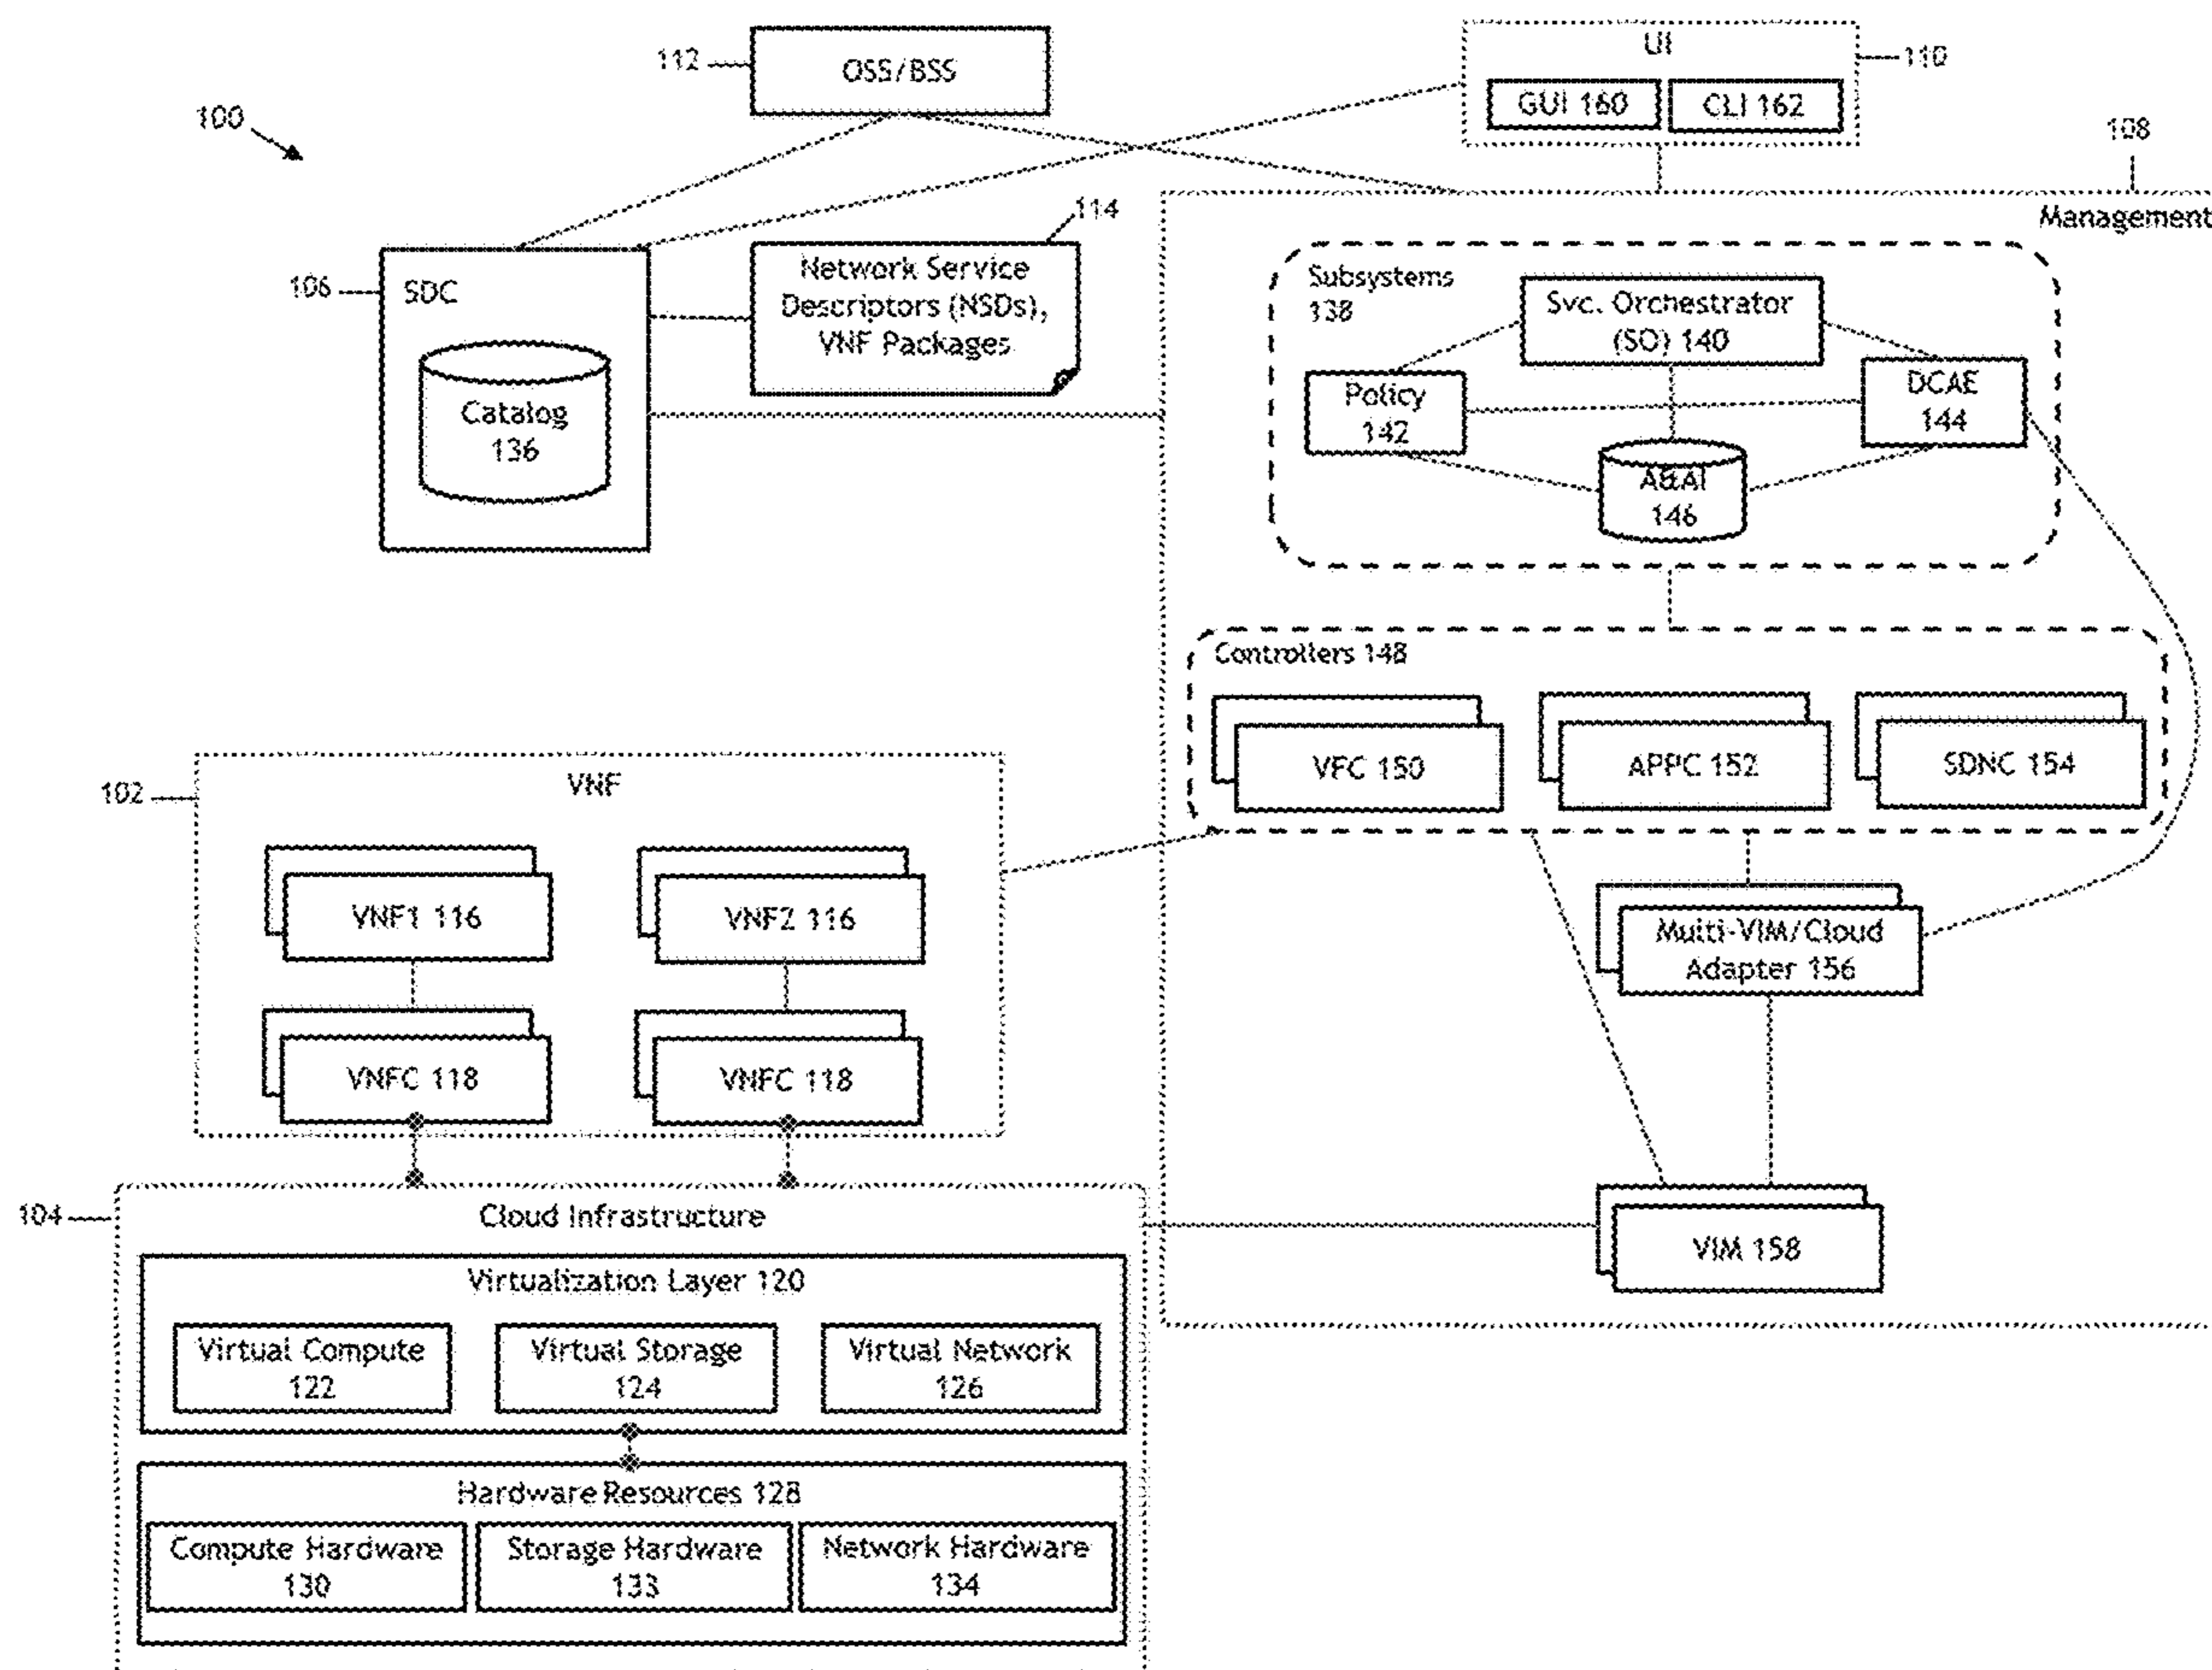 112
OSS/BSS
UI
110
GUI 160
CLI 162
100
108
Management
114
106
SDC
Catalog
136
Network Service
Descriptors (NSDs),
VNF Packages
Subsystems
138
Svc. Orchestrator
(SO) 140
Policy
142
DCAE
144
A&AI
146
Controllers 148
VFC 150
APPC 152
SDNC 154
102
VNF
VNF1 116
VNF2 116
VNFC 118
VNFC 118
Multi-VIM/Cloud
Adapter 156
VIM 158
104
Cloud Infrastructure
Virtualization Layer 120
Virtual Compute
122
Virtual Storage
124
Virtual Network
126
Hardware Resources 128
Compute Hardware
130
Storage Hardware
133
Network Hardware
134